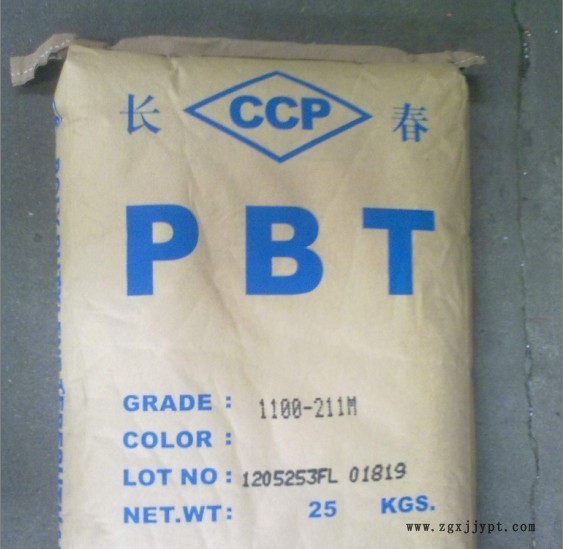 长 CCP 春
PBT
GRADE : 1100-211M
COLOR :
LOT NO : 1205253FL 01819
NET.WT: 25 KGS.
www.zgxjjypt.com